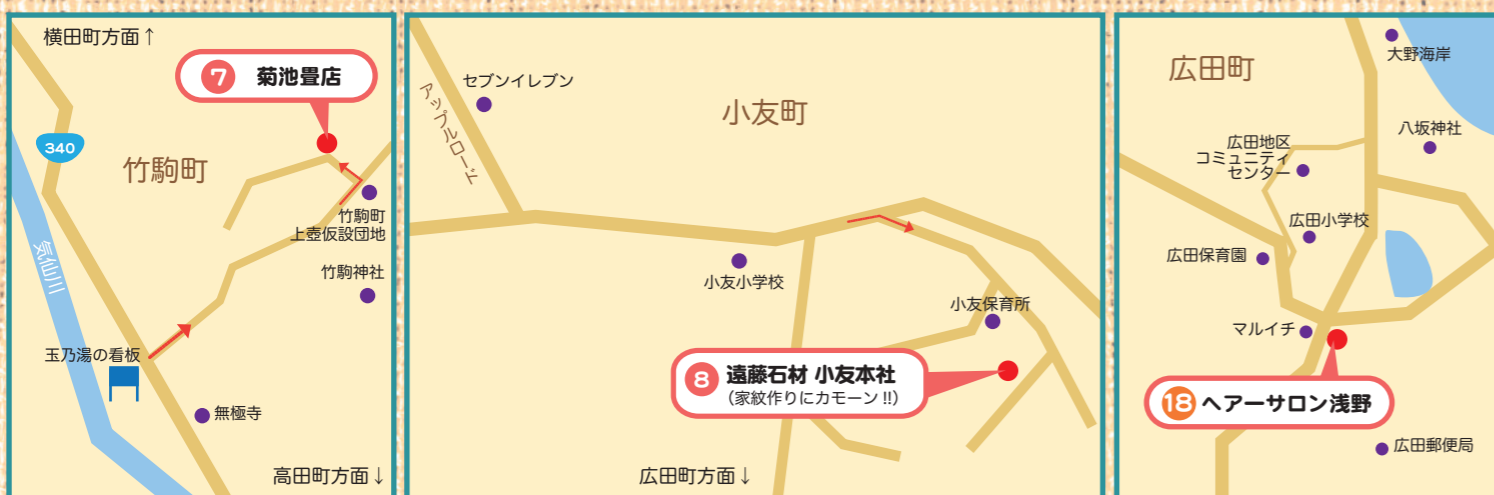 横田町方面↑
7 菊池畳店
340
竹駒町
竹駒町
上壺仮設団地
気仙川
竹駒神社
玉乃湯の看板
無極寺
高田町方面↓
セブンイレブン
アップルロード
小友町
小友小学校
小友保育所
8 遠藤石材 小友本社
(家紋作りにカモーン!!)
広田町方面↓
広田町
大野海岸
八坂神社
広田地区
コミュニティ
センター
広田小学校
広田保育園
マルイチ
18 ヘアーサロン浅野
広田郵便局